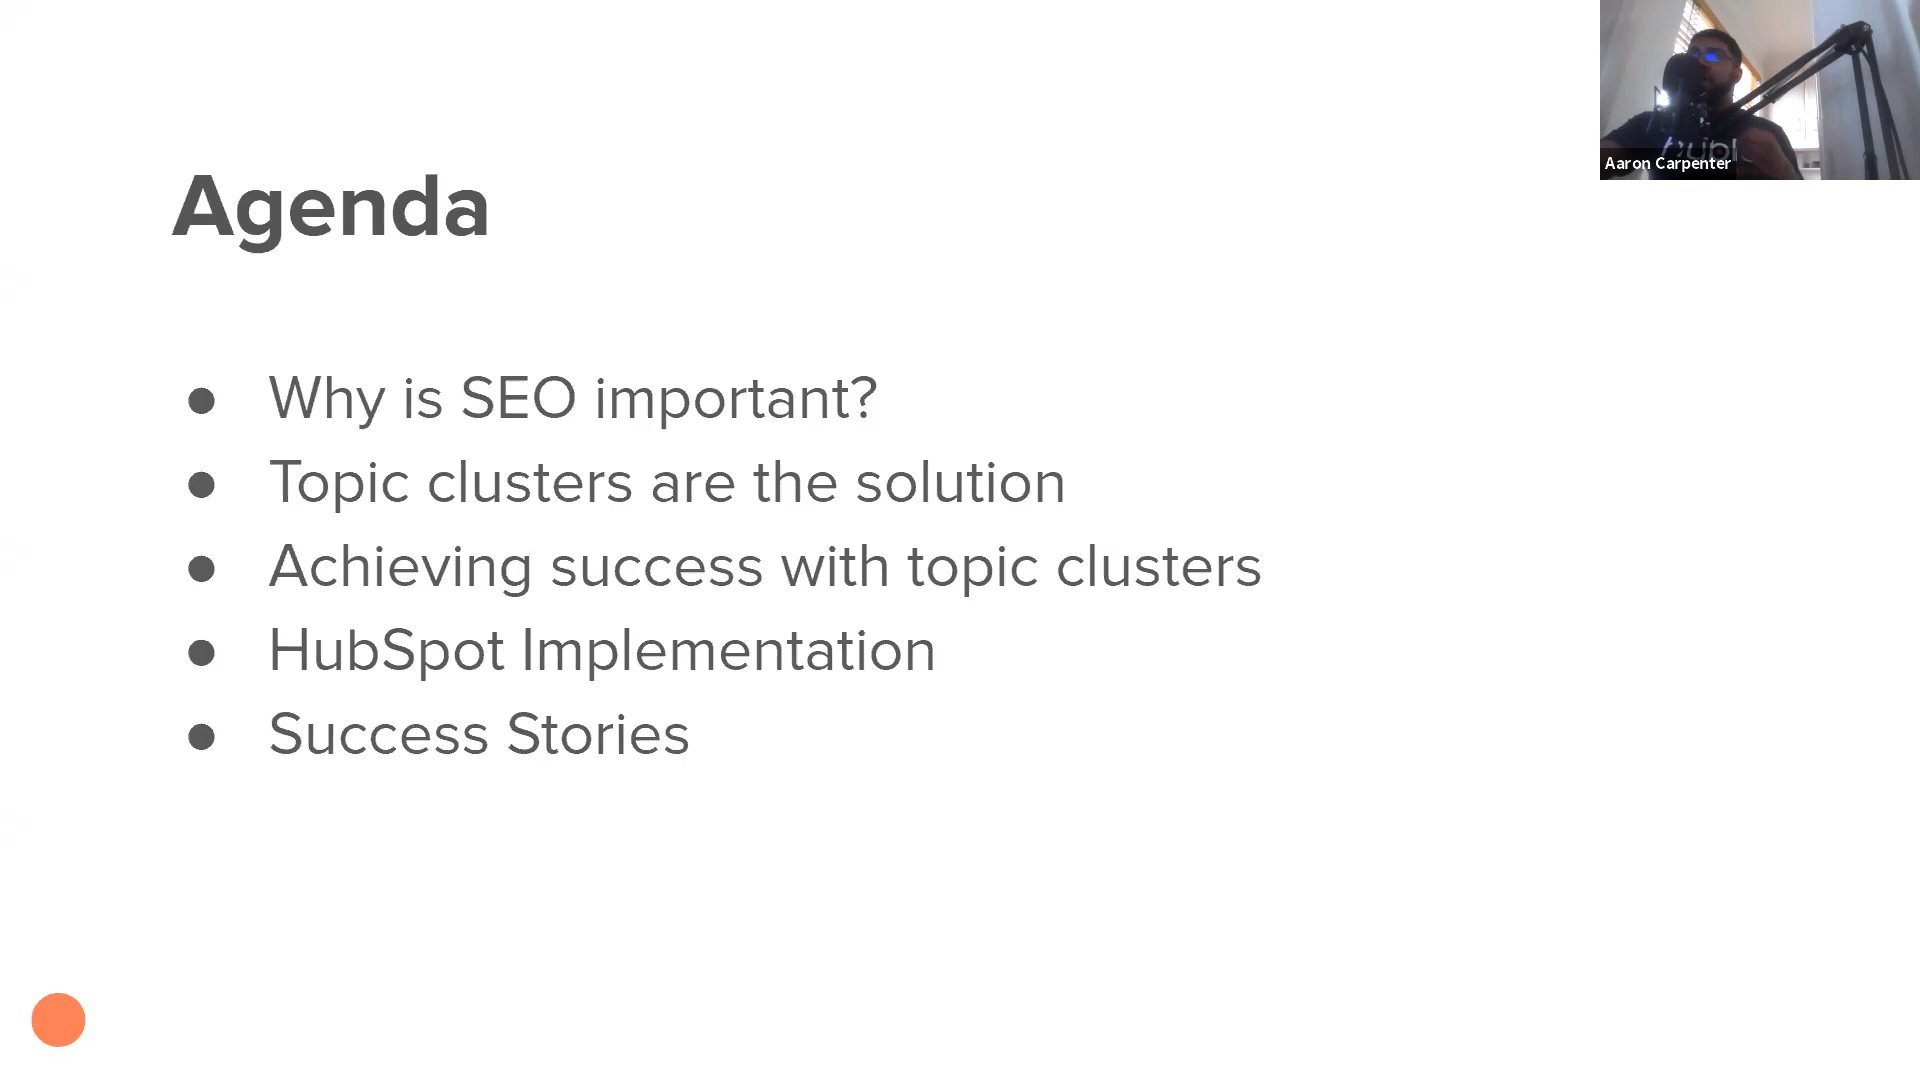 Aaron Carpenter
Agenda
● Why is SEO important?
● Topic clusters are the solution
● Achieving success with topic clusters
● HubSpot Implementation
● Success Stories